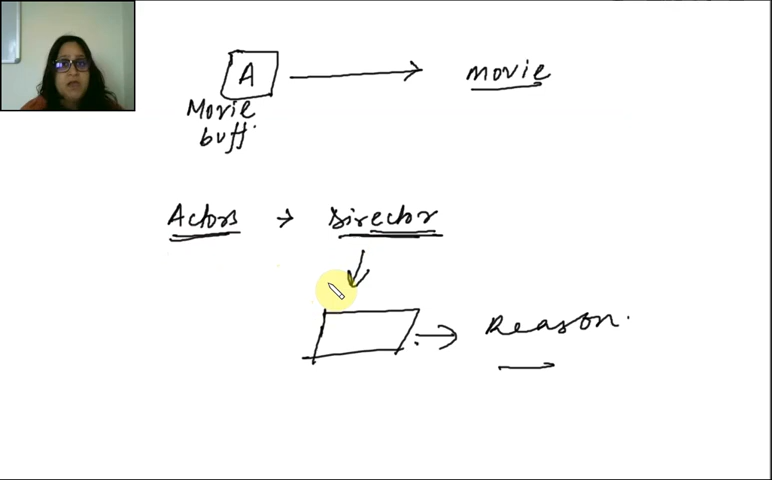 A movie
Movie
buff.
Actors → Director
Reason.